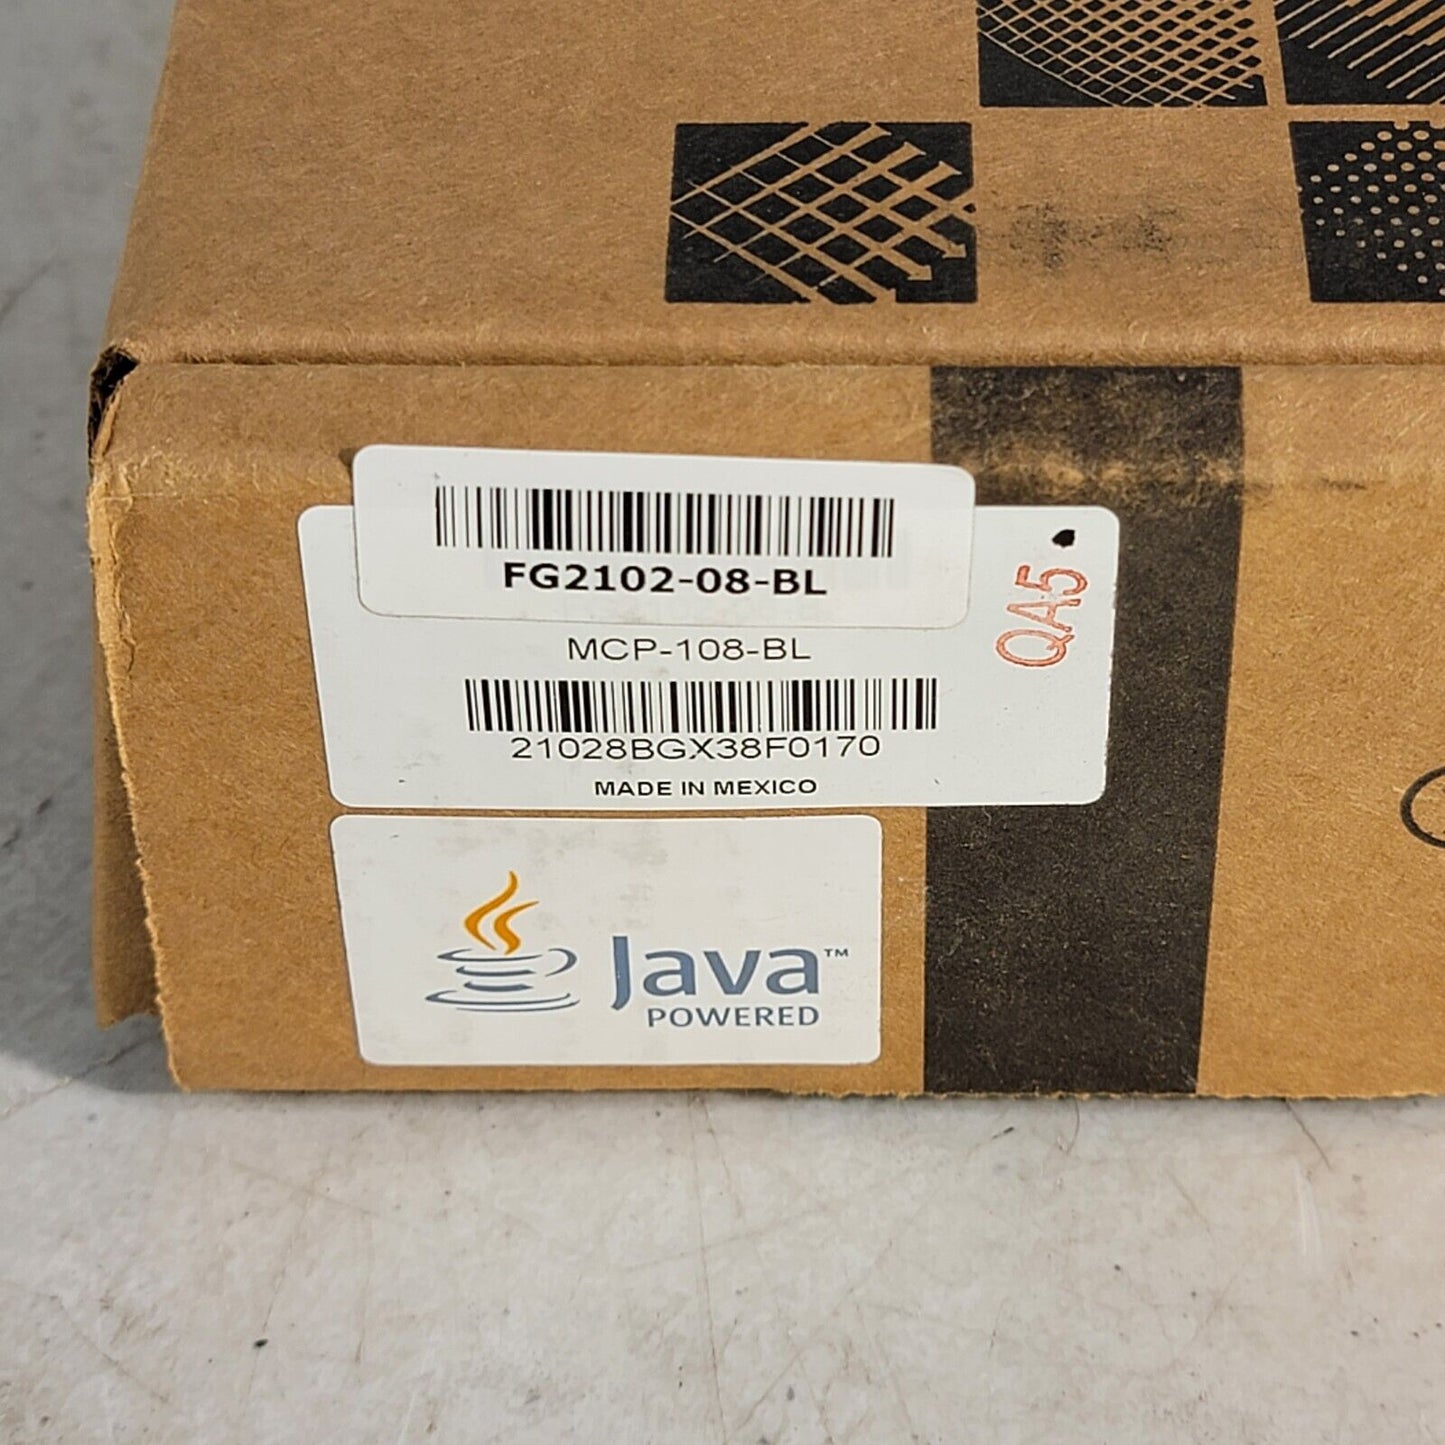 FG2102-08-BL
MCP-108-BL
QA5
21028BGX38F0170
MADE IN MEXICO
Java™
POWERED